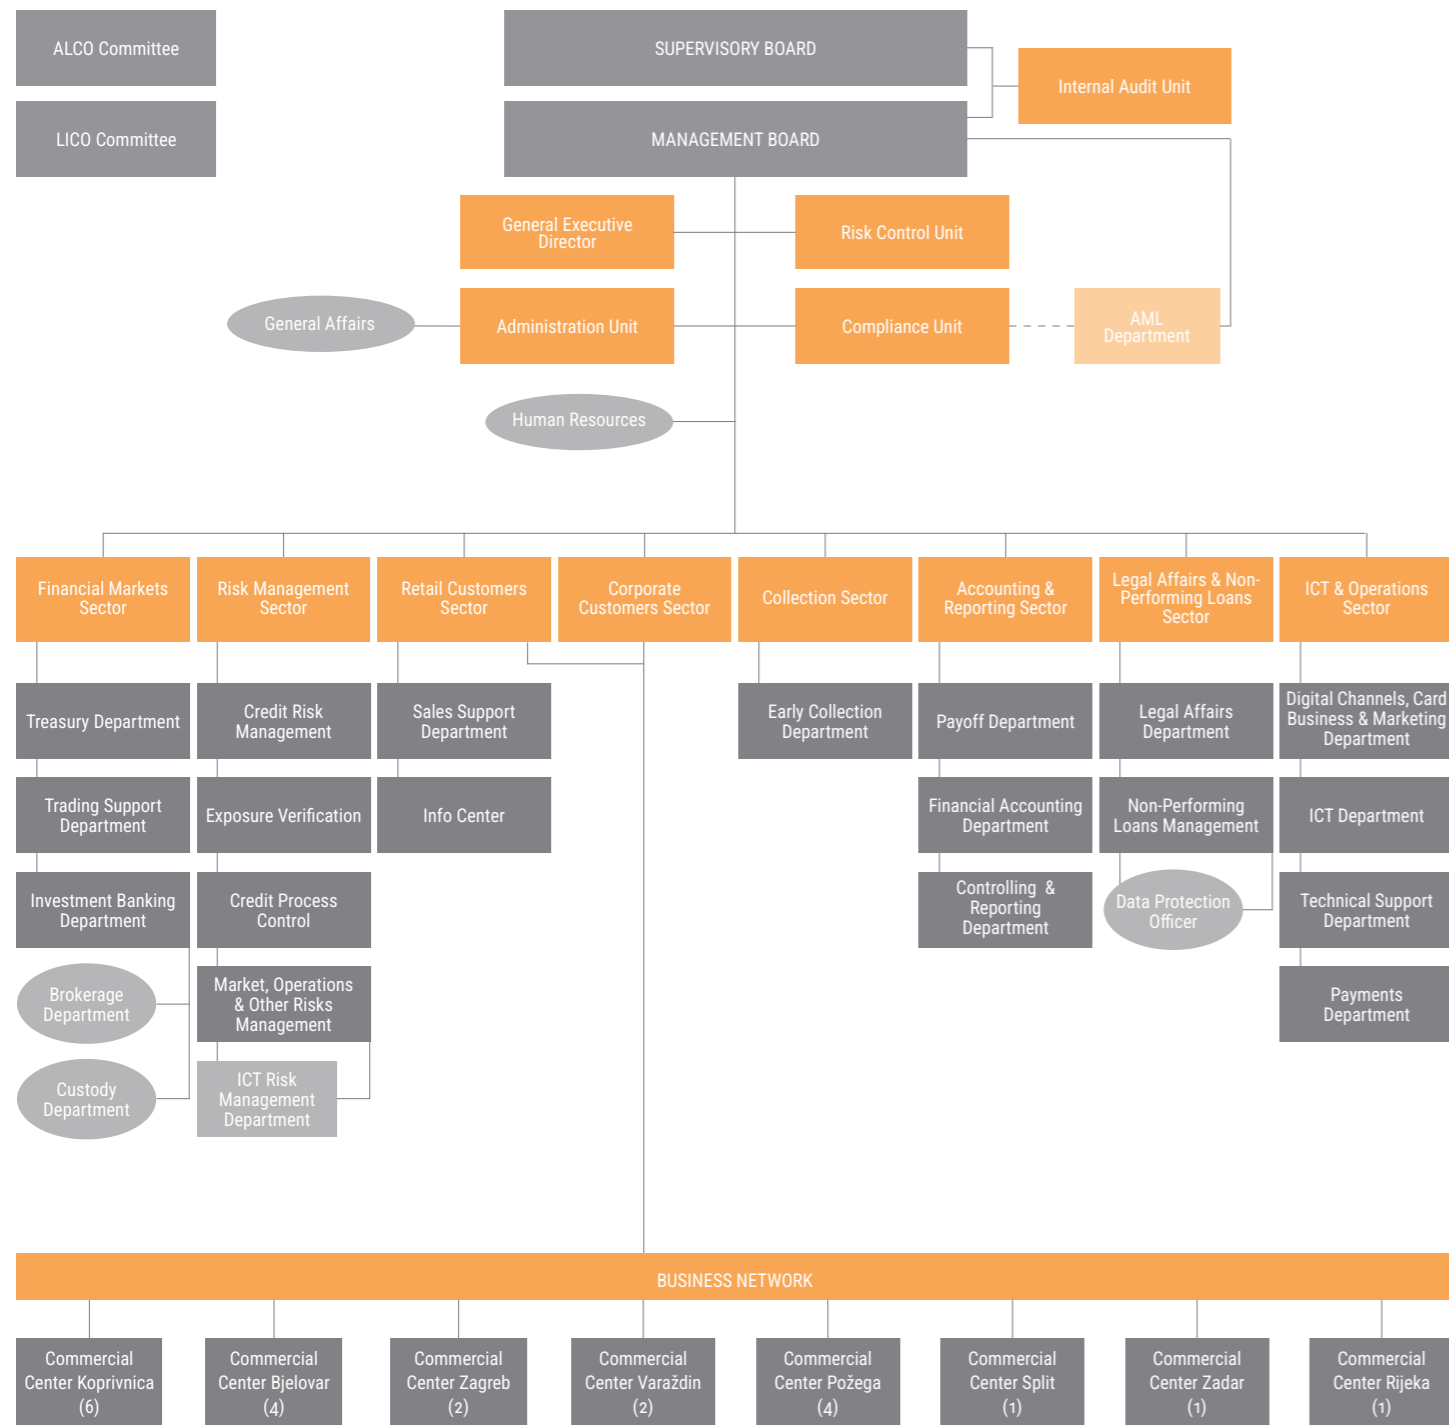 ALCO Committee
SUPERVISORY BOARD
Internal Audit Unit
LICO Committee
MANAGEMENT BOARD
General Executive
Director
Risk Control Unit
General Affairs
Administration Unit
Compliance Unit
AML
Department
Human Resources
Financial Markets
Sector
Risk Management
Sector
Retail Customers
Sector
Corporate
Customers Sector
Collection Sector
Accounting &
Reporting Sector
Legal Affairs & Non-
Performing Loans
Sector
ICT & Operations
Sector
Treasury Department
Credit Risk
Management
Sales Support
Department
Early Collection
Department
Payoff Department
Legal Affairs
Department
Digital Channels, Card
Business & Marketing
Department
Trading Support
Department
Exposure Verification
Info Center
Financial Accounting
Department
Non-Performing
Loans Management
ICT Department
Investment Banking
Department
Credit Process
Control
Controlling &
Reporting
Department
Data Protection
Officer
Technical Support
Department
Brokerage
Department
Market, Operations
& Other Risks
Management
Payments
Department
Custody
Department
ICT Risk
Management
Department
BUSINESS NETWORK
Commercial
Center Koprivnica
(6)
Commercial
Center Bjelovar
(4)
Commercial
Center Zagreb
(2)
Commercial
Center Varaždin
(2)
Commercial
Center Požega
(4)
Commercial
Center Split
(1)
Commercial
Center Zadar
(1)
Commercial
Center Rijeka
(1)